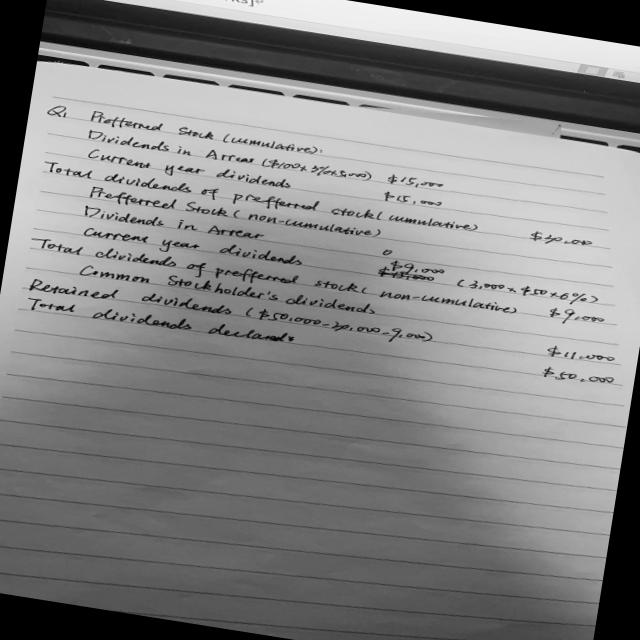 Q1 Prefferred Stock (cumulative):
Dividends in Arrear ($100 × 5% × 3,000) $15,000
Current year dividends $15,000
Total dividends of prefferred stock (cumulative) $30,000
Prefferred Stock (non-cumulative)
Dividends in Arrear 0
Current year dividends $9,000 (3,000 × $50 × 6%)
Total dividends of prefferred stock (non-cumulative) $9,000
Common Stockholder's dividends
Retained dividends ($50,000-30,000-9,000) $11,000
Total dividends declared $50,000